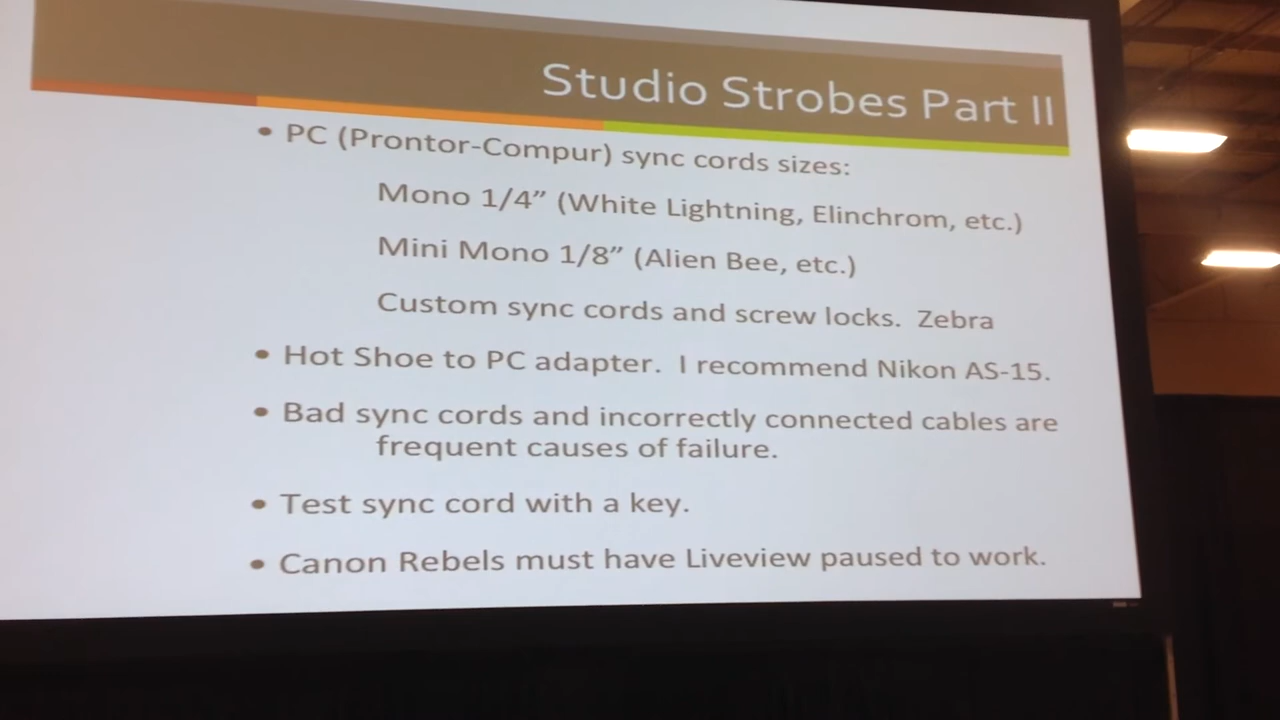 Studio Strobes Part II
• PC (Prontor-Compur) sync cords sizes:
Mono 1/4” (White Lightning, Elinchrom, etc.)
Mini Mono 1/8” (Alien Bee, etc.)
Custom sync cords and screw locks. Zebra
• Hot Shoe to PC adapter. I recommend Nikon AS-15.
• Bad sync cords and incorrectly connected cables are
frequent causes of failure.
• Test sync cord with a key.
• Canon Rebels must have Liveview paused to work.